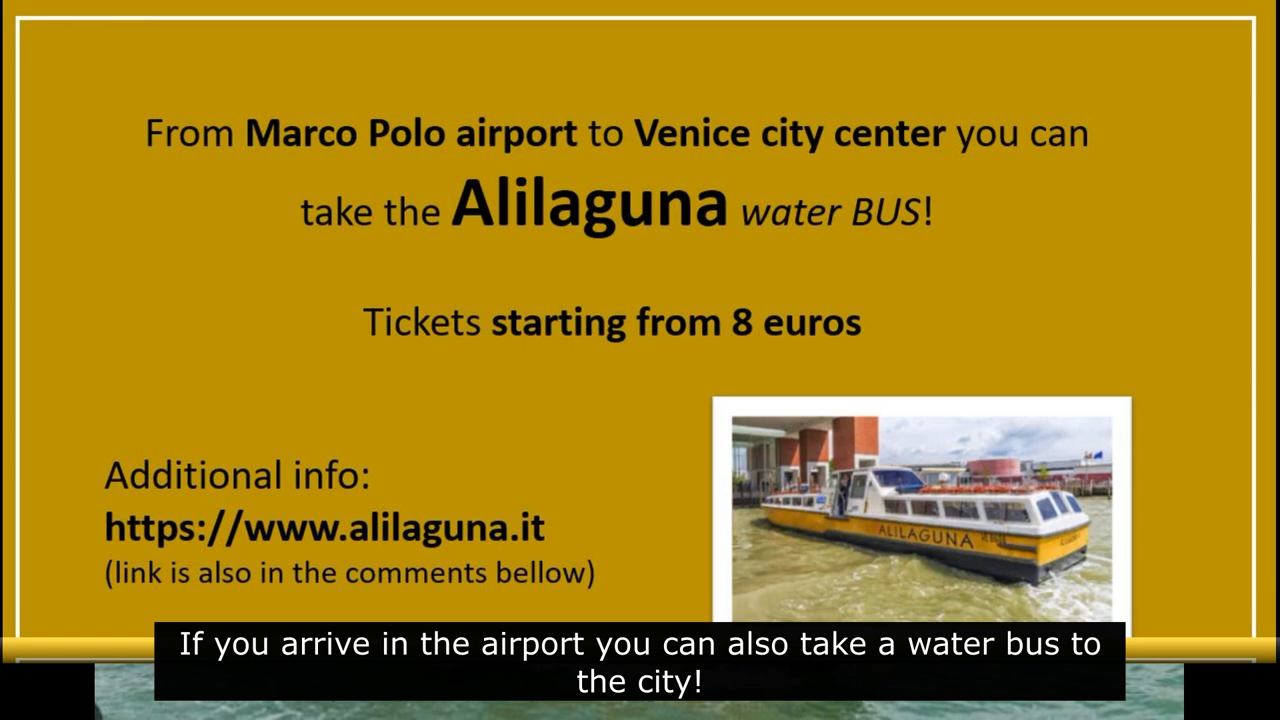 From Marco Polo airport to Venice city center you can
take the Alilaguna water BUS!
Tickets starting from 8 euros
Additional info:
https://www.alilaguna.it
(link is also in the comments bellow)
ALILAGUNA
If you arrive in the airport you can also take a water bus to
the city!